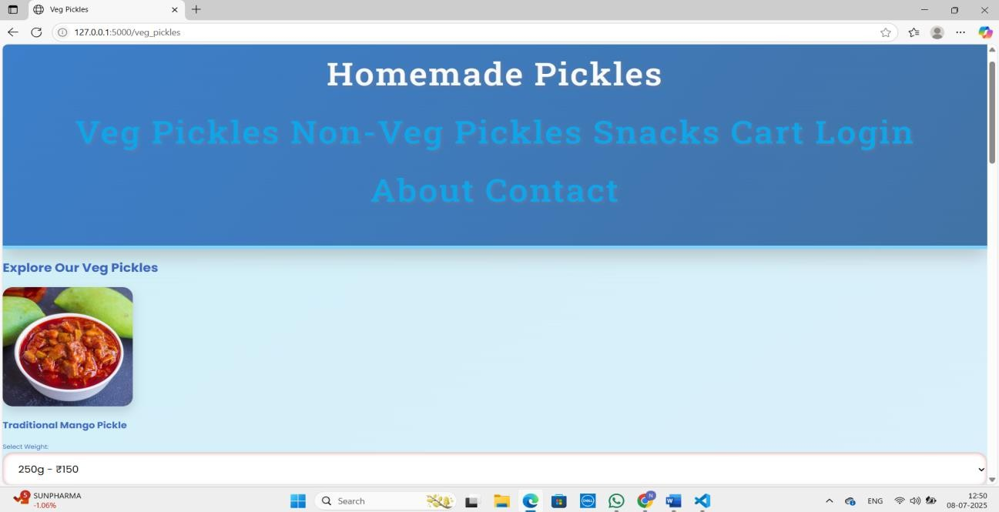 Veg Pickles
127.0.0.1:5000/veg_pickles
Homemade Pickles
Veg Pickles Non-Veg Pickles Snacks Cart Login
About Contact
Explore Our Veg Pickles
Traditional Mango Pickle
Select Weight:
250g - ₹150
5
SUNPHARMA
-1.06%
Search
DELL
N
W
ENG
12:50
08-07-2025